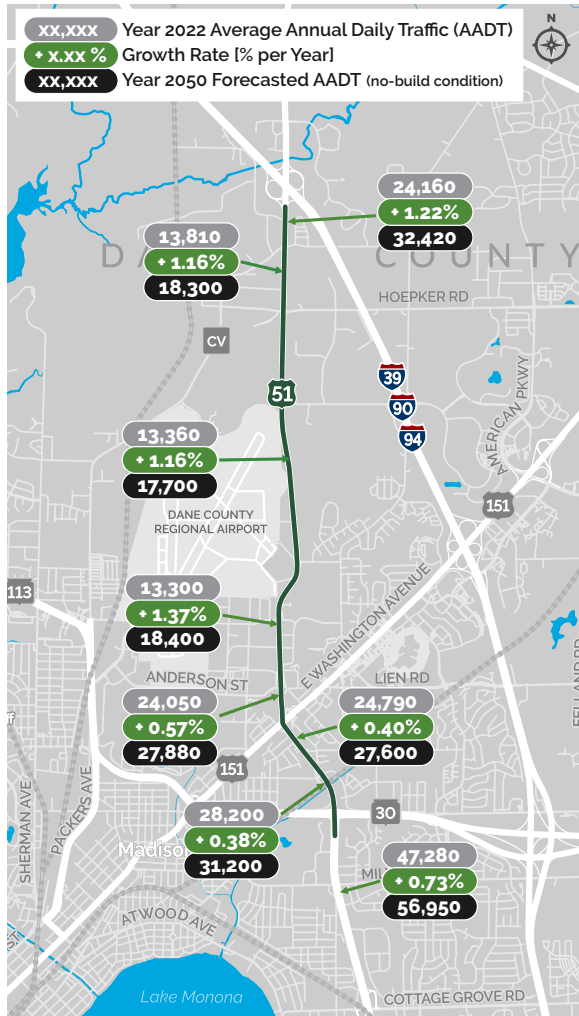 xx,xxx Year 2022 Average Annual Daily Traffic (AADT)
+ x.xx % Growth Rate [% per Year]
xx,xxx Year 2050 Forecasted AADT (no-build condition)
N
24,160
+ 1.22%
32,420
13,810
+ 1.16%
18,300
COUNTY
HOEPKER RD
CV
39
51
90
94
AMERICAN PKWY
13,360
+ 1.16%
17,700
151
DANE COUNTY
REGIONAL AIRPORT
113
13,300
+ 1.37%
18,400
E WASHINGTON AVENUE
ANDERSON ST
LIEN RD
24,050
+ 0.57%
27,880
24,790
+ 0.40%
27,600
151
SHERMAN AVE
PACKERS AVE
28,200
+ 0.38%
31,200
30
Madiso
47,280
+ 0.73%
56,950
ATWOOD AVE
Lake Monona
COTTAGE GROVE RD